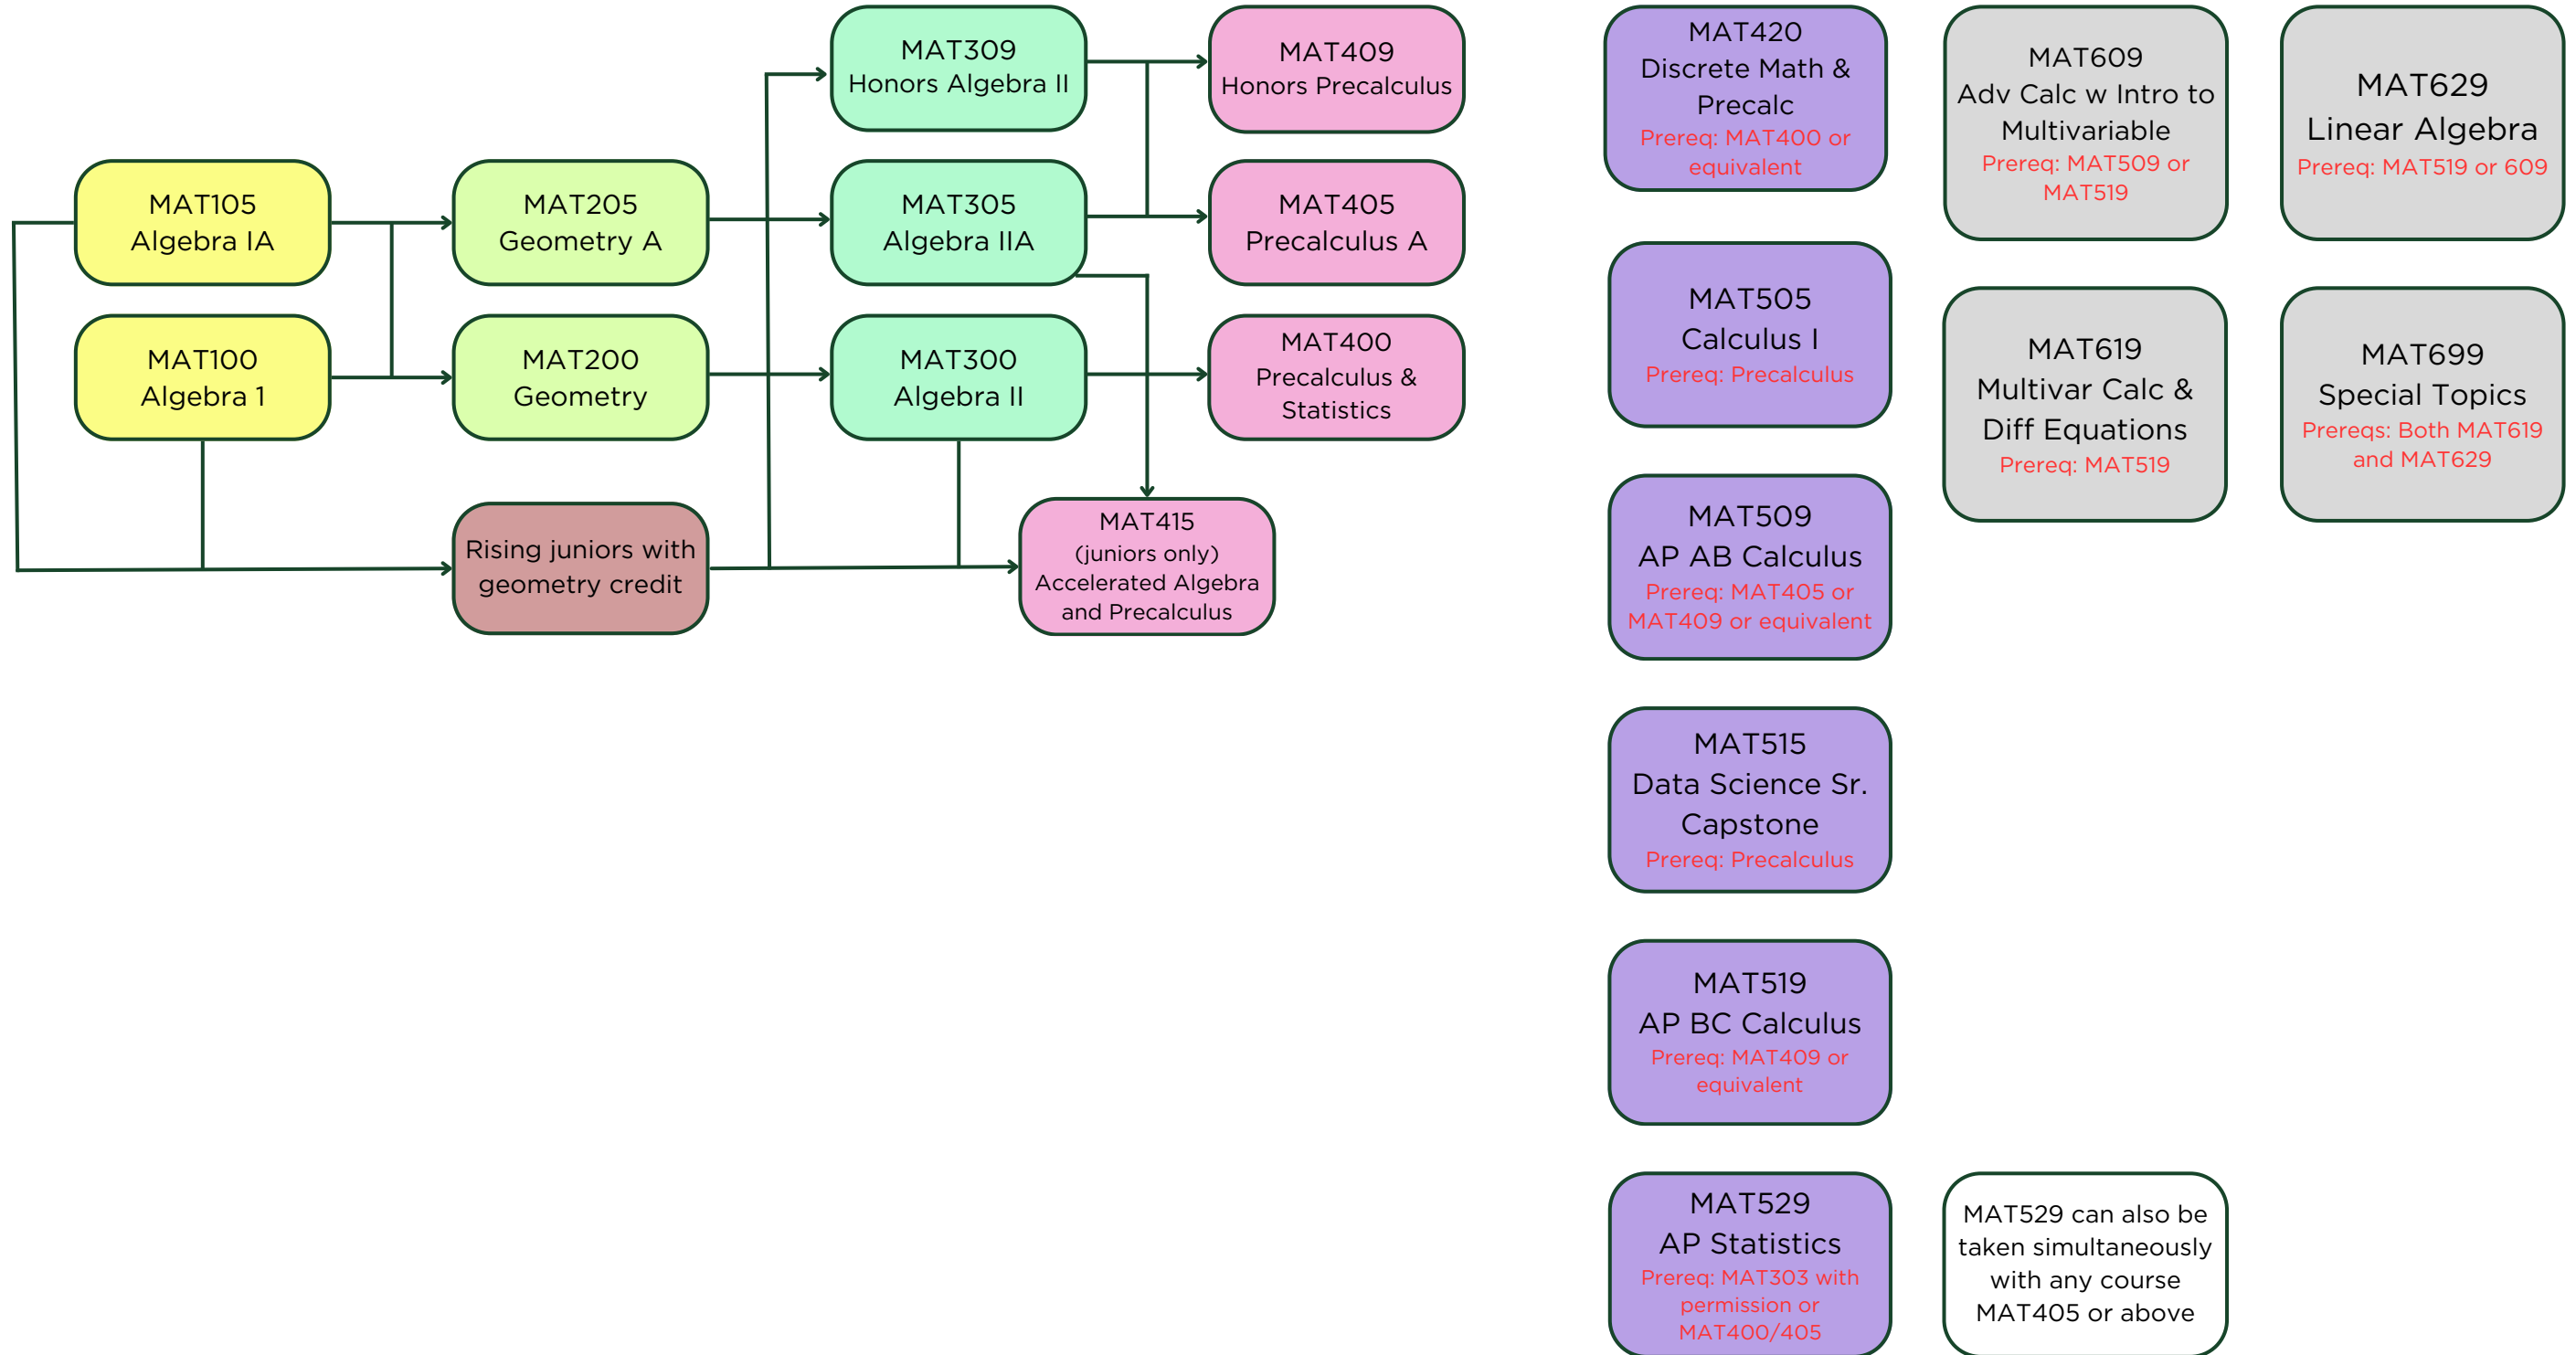 MAT105
Algebra IA
MAT100
Algebra 1
MAT205
Geometry A
MAT200
Geometry
Rising juniors with
geometry credit
MAT309
Honors Algebra II
MAT305
Algebra IIA
MAT300
Algebra II
MAT409
Honors Precalculus
MAT405
Precalculus A
MAT400
Precalculus &
Statistics
MAT415
(juniors only)
Accelerated Algebra
and Precalculus
MAT420
Discrete Math &
Precalc
Prereq: MAT400 or
equivalent
MAT505
Calculus I
Prereq: Precalculus
MAT509
AP AB Calculus
Prereq: MAT405 or
MAT409 or equivalent
MAT515
Data Science Sr.
Capstone
Prereq: Precalculus
MAT519
AP BC Calculus
Prereq: MAT409 or
equivalent
MAT529
AP Statistics
Prereq: MAT303 with
permission or
MAT400/405
MAT609
Adv Calc w Intro to
Multivariable
Prereq: MAT509 or
MAT519
MAT619
Multivar Calc &
Diff Equations
Prereq: MAT519
MAT629
Linear Algebra
Prereq: MAT519 or 609
MAT699
Special Topics
Prereqs: Both MAT619
and MAT629
MAT529 can also be
taken simultaneously
with any course
MAT405 or above